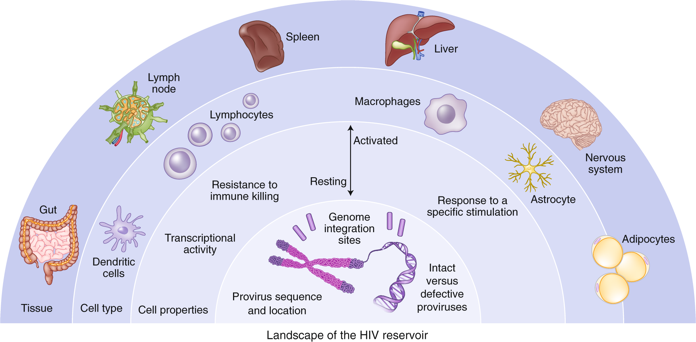 Spleen
Liver
Lymph
node
Lymphocytes
Macrophages
Nervous
system
Activated
Resting
Resistance to
immune killing
Response to a
specific stimulation
Astrocyte
Gut
Dendritic
cells
Transcriptional
activity
Genome
integration
sites
Adipocytes
Provirus sequence
and location
Intact
versus
defective
proviruses
Tissue
Cell type
Cell properties
Landscape of the HIV reservoir